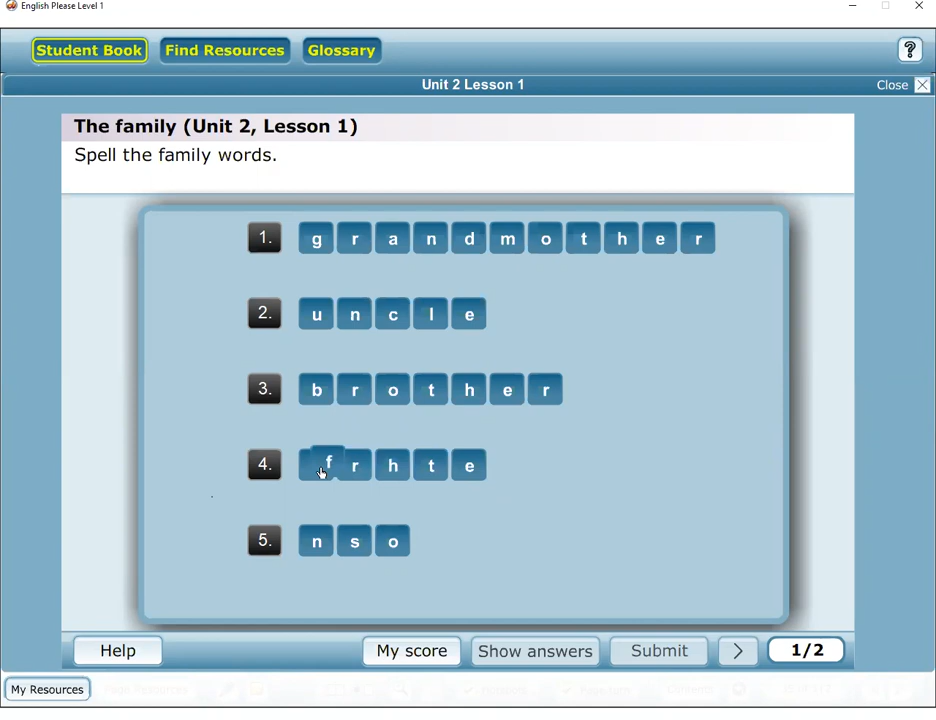 English Please Level 1
Student Book Find Resources Glossary ?
Unit 2 Lesson 1 Close
The family (Unit 2, Lesson 1)
Spell the family words.
1. g r a n d m o t h e r
2. u n c l e
3. b r o t h e r
4. f r h t e
5. n s o
Help My score Show answers Submit > 1/2
My Resources